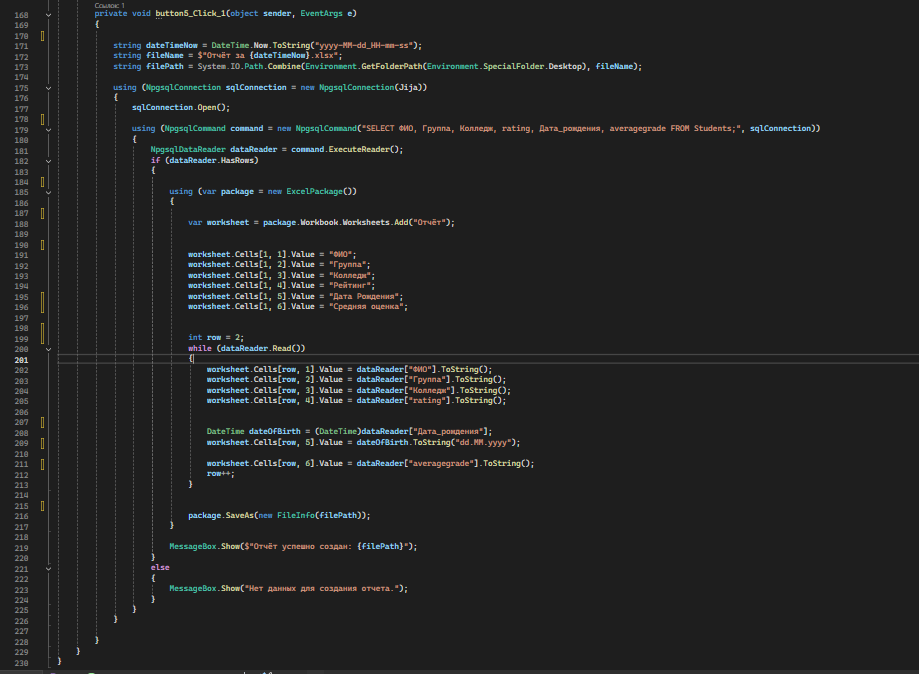 Ссылок: 1
168 private void button5_Click_1(object sender, EventArgs e)
169 {
170
171 string dateTimeNow = DateTime.Now.ToString("yyyy-MM-dd_HH-mm-ss");
172 string fileName = $"Отчёт за {dateTimeNow}.xlsx";
173 string filePath = System.IO.Path.Combine(Environment.GetFolderPath(Environment.SpecialFolder.Desktop), fileName);
174
175 using (NpgsqlConnection sqlConnection = new NpgsqlConnection(Jija))
176 {
177 sqlConnection.Open();
178
179 using (NpgsqlCommand command = new NpgsqlCommand("SELECT ФИО, Группа, Колледж, rating, Дата_рождения, averagegrade FROM Students;", sqlConnection))
180 {
181 NpgsqlDataReader dataReader = command.ExecuteReader();
182 if (dataReader.HasRows)
183 {
184
185 using (var package = new ExcelPackage())
186 {
187
188 var worksheet = package.Workbook.Worksheets.Add("Отчёт");
189
190
191 worksheet.Cells[1, 1].Value = "ФИО";
192 worksheet.Cells[1, 2].Value = "Группа";
193 worksheet.Cells[1, 3].Value = "Колледж";
194 worksheet.Cells[1, 4].Value = "Рейтинг";
195 worksheet.Cells[1, 5].Value = "Дата Рождения";
196 worksheet.Cells[1, 6].Value = "Средняя оценка";
197
198
199 int row = 2;
200 while (dataReader.Read())
201 {
202 worksheet.Cells[row, 1].Value = dataReader["ФИО"].ToString();
203 worksheet.Cells[row, 2].Value = dataReader["Группа"].ToString();
204 worksheet.Cells[row, 3].Value = dataReader["Колледж"].ToString();
205 worksheet.Cells[row, 4].Value = dataReader["rating"].ToString();
206
207
208 DateTime dateOfBirth = (DateTime)dataReader["Дата_рождения"];
209 worksheet.Cells[row, 5].Value = dateOfBirth.ToString("dd.MM.yyyy");
210
211 worksheet.Cells[row, 6].Value = dataReader["averagegrade"].ToString();
212 row++;
213 }
214
215
216 package.SaveAs(new FileInfo(filePath));
217 }
218
219 MessageBox.Show($"Отчёт успешно создан: {filePath}");
220 }
221 else
222 {
223 MessageBox.Show("Нет данных для создания отчета.");
224 }
225 }
226 }
227
228 }
229 }
230 }